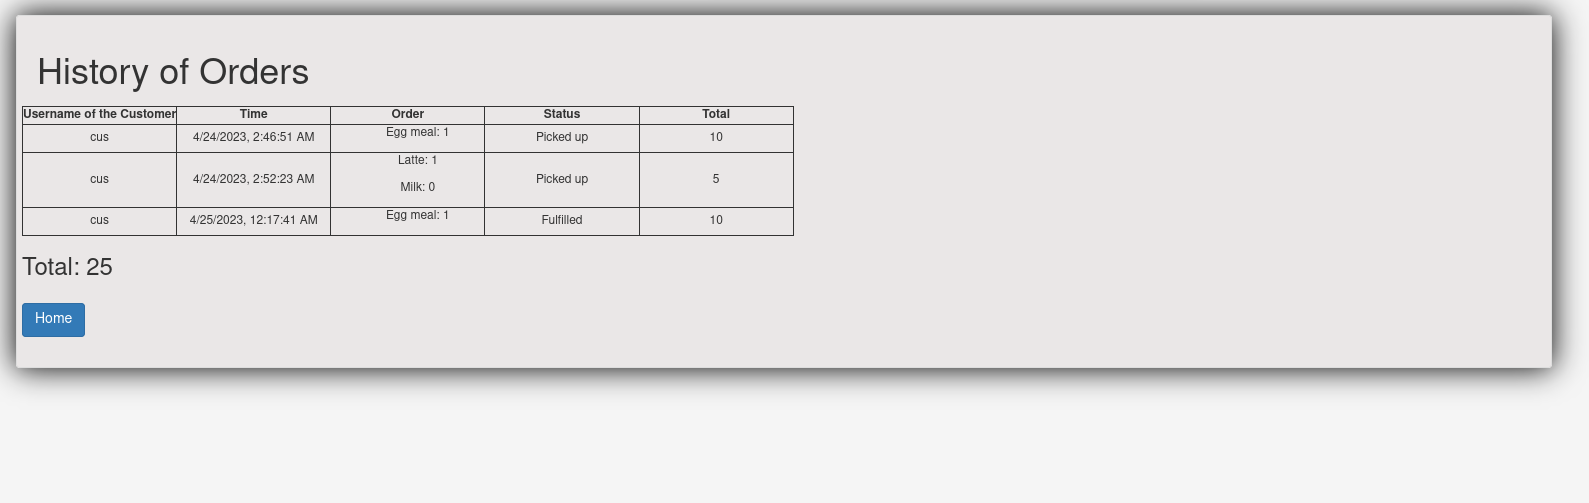 History of Orders
Username of the Customer Time Order Status Total
cus 4/24/2023, 2:46:51 AM Egg meal: 1 Picked up 10
cus 4/24/2023, 2:52:23 AM Latte: 1 Picked up 5
Milk: 0
cus 4/25/2023, 12:17:41 AM Egg meal: 1 Fulfilled 10
Total: 25
Home